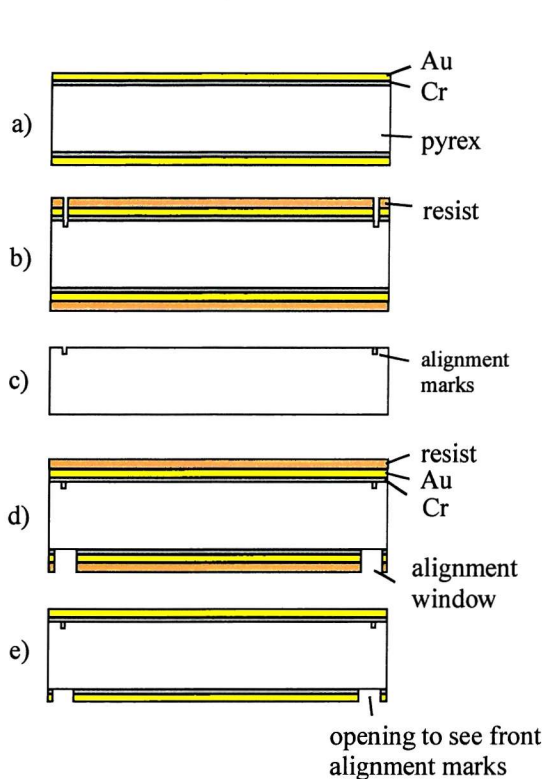 Au
Cr
a)
pyrex
resist
b)
alignment
marks
c)
resist
Au
Cr
d)
alignment
window
e)
opening to see front
alignment marks